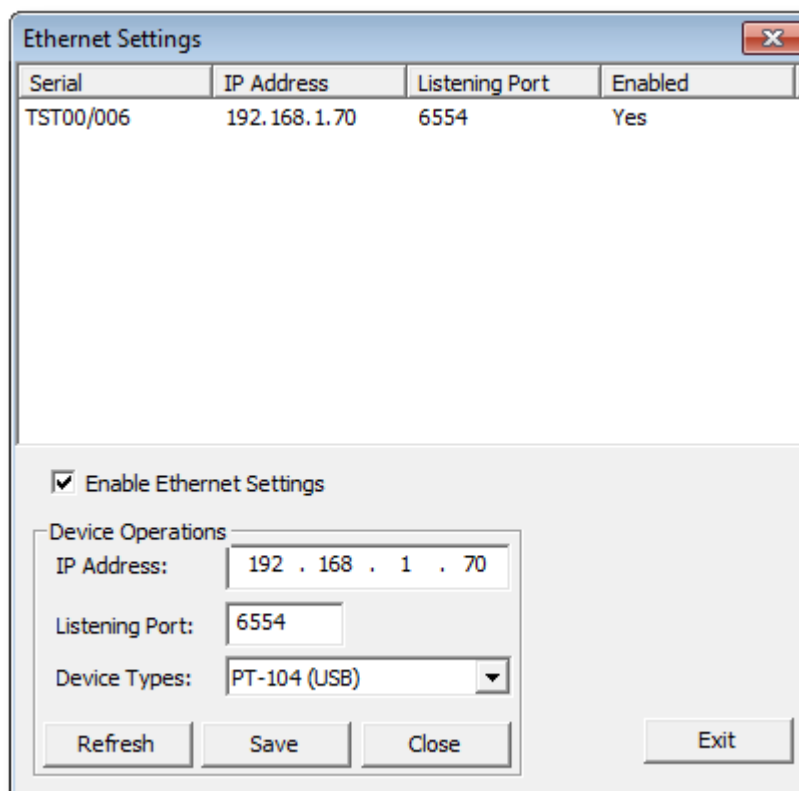 Ethernet Settings
Serial IP Address Listening Port Enabled
TST00/006 192.168.1.70 6554 Yes
Enable Ethernet Settings
Device Operations
IP Address: 192 . 168 . 1 . 70
Listening Port: 6554
Device Types: PT-104 (USB)
Refresh Save Close Exit